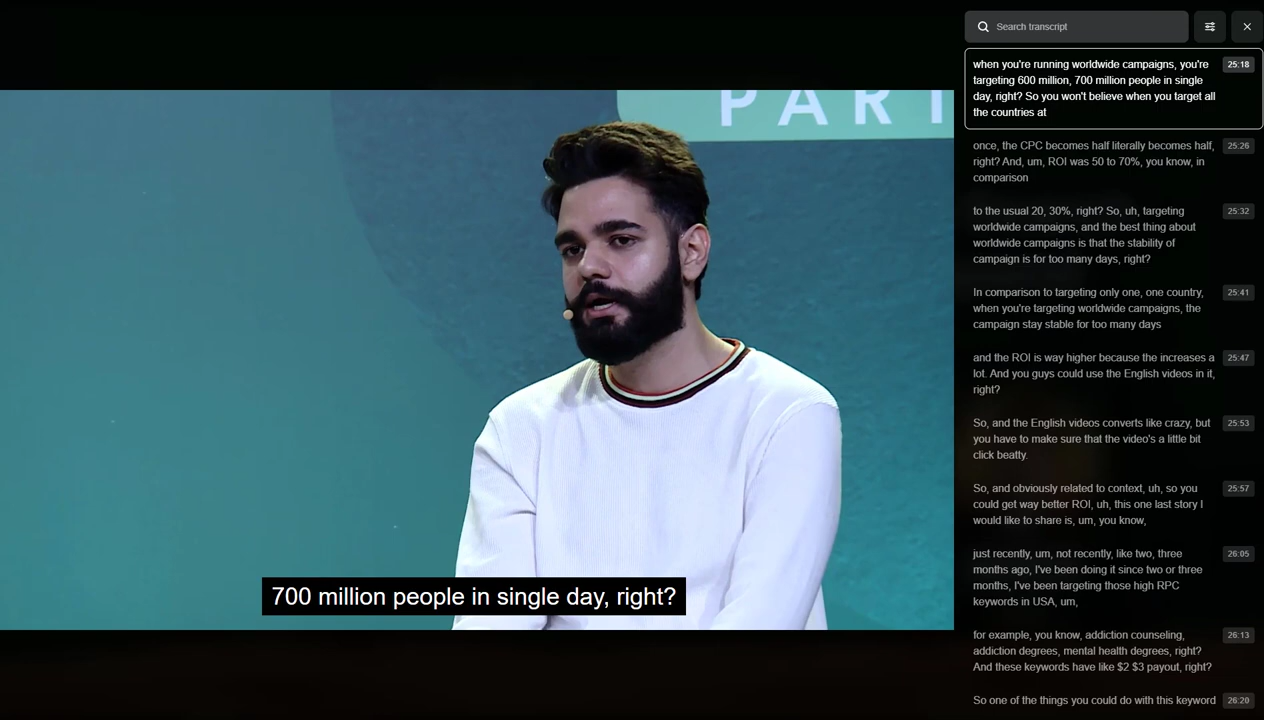 PART
700 million people in single day, right?
Search transcript
when you're running worldwide campaigns, you're
25:18
targeting 600 million, 700 million people in single
day, right? So you won't believe when you target all
the countries at
once, the CPC becomes half literally becomes half,
25:26
right? And, um, ROI was 50 to 70%, you know, in
comparison
to the usual 20, 30%, right? So, uh, targeting
25:32
worldwide campaigns, and the best thing about
worldwide campaigns is that the stability of
campaign is for too many days, right?
In comparison to targeting only one, one country,
25:41
when you're targeting worldwide campaigns, the
campaign stay stable for too many days
and the ROI is way higher because the increases a
25:47
lot. And you guys could use the English videos in it,
right?
So, and the English videos converts like crazy, but
25:53
you have to make sure that the video's a little bit
click beatty.
So, and obviously related to context, uh, so you
25:57
could get way better ROI, uh, this one last story I
would like to share is, um, you know,
just recently, um, not recently, like two, three
26:05
months ago, I've been doing it since two or three
months, I've been targeting those high RPC
keywords in USA, um,
for example, you know, addiction counseling,
26:13
addiction degrees, mental health degrees, right?
And these keywords have like $2 $3 payout, right?
So one of the things you could do with this keyword
26:20